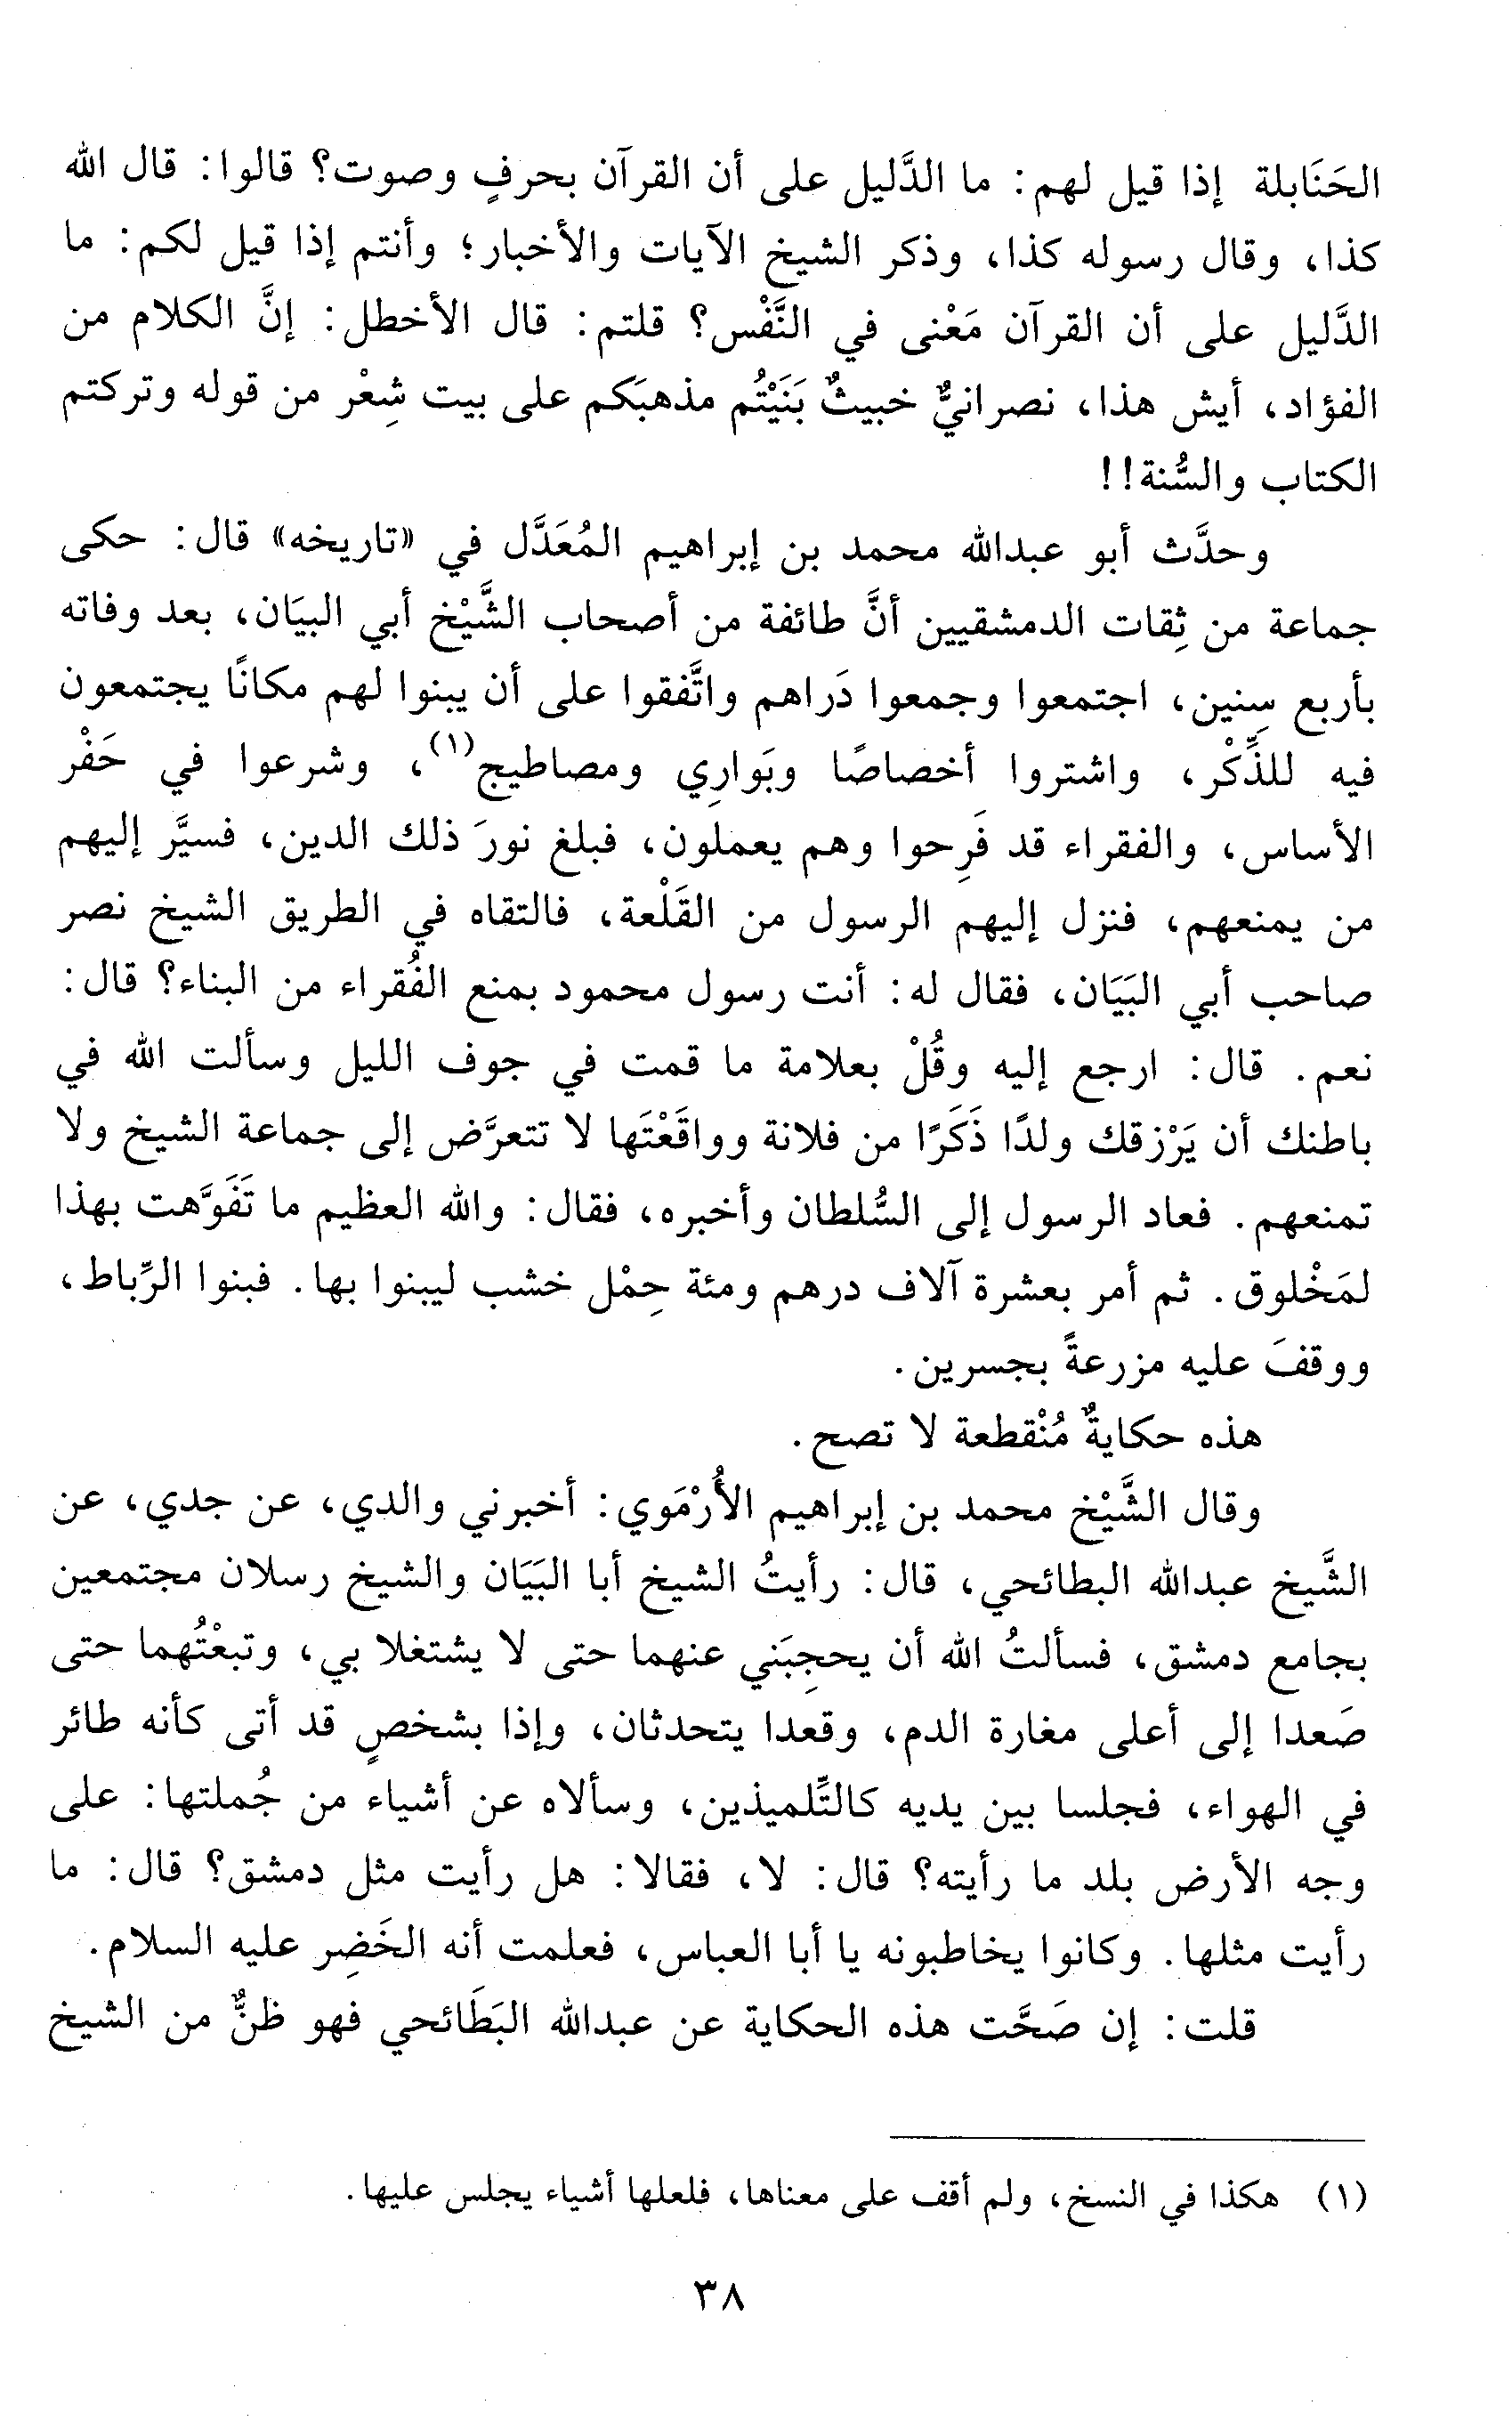 الحَنَابلة إذا قيل لهم: ما الدَّليل على أن القرآن بحرفٍ وصوت؟ قالوا: قال الله
كذا، وقال رسوله كذا، وذكر الشيخ الآيات والأخبار؛ وأنتم إذا قيل لكم: ما
الدَّليل على أن القرآن مَعْنى في النَّفْس؟ قلتم: قال الأخطل: إنَّ الكلام من
الفؤاد، أيش هذا، نصرانيٌّ خبيثٌ بَنَيْتُم مذهبَكم على بيت شِعْر من قوله وتركتم
الكتاب والسُّنة!!
وحدَّث أبو عبدالله محمد بن إبراهيم المُعَدَّل في «تاريخه» قال: حكى
جماعة من ثِقات الدمشقيين أنَّ طائفة من أصحاب الشَّيْخ أبي البيَان، بعد وفاته
بأربع سِنين، اجتمعوا وجمعوا دَراهم واتَّفقوا على أن يبنوا لهم مكانًا يجتمعون
فيه للذِّكْر، واشتروا أخصاصًا وبَوارِي ومصاطيج(١)، وشرعوا في حَفْر
الأساس، والفقراء قد فَرِحوا وهم يعملون، فبلغ نورَ ذلك الدين، فسيَّر إليهم
من يمنعهم، فنزل إليهم الرسول من القَلْعة، فالتقاه في الطريق الشيخ نصر
صاحب أبي البَيَان، فقال له: أنت رسول محمود بمنع الفُقراء من البناء؟ قال:
نعم. قال: ارجع إليه وقُلْ بعلامة ما قمت في جوف الليل وسألت الله في
باطنك أن يَرْزقك ولدًا ذَكَرًا من فلانة وواقَعْتَها لا تتعرَّض إلى جماعة الشيخ ولا
تمنعهم. فعاد الرسول إلى السُّلطان وأخبره، فقال: والله العظيم ما تَفَوَّهت بهذا
لمَخْلوق. ثم أمر بعشرة آلاف درهم ومئة حِمْل خشب ليبنوا بها. فبنوا الرِّباط،
ووقفَ عليه مزرعةً بجسرين.
هذه حكايةٌ مُنْقطعة لا تصح.
وقال الشَّيْخ محمد بن إبراهيم الأُرْمَوي: أخبرني والدي، عن جدي، عن
الشَّيخ عبدالله البطائحي، قال: رأيتُ الشيخ أبا البَيَان والشيخ رسلان مجتمعين
بجامع دمشق، فسألتُ الله أن يحجِبَني عنهما حتى لا يشتغلا بي، وتبعْتُهما حتى
صَعدا إلى أعلى مغارة الدم، وقعدا يتحدثان، وإذا بشخصٍ قد أتى كأنه طائر
في الهواء، فجلسا بين يديه كالتِّلميذين، وسألاه عن أشياء من جُملتها: على
وجه الأرض بلد ما رأيته؟ قال: لا، فقالا: هل رأيت مثل دمشق؟ قال: ما
رأيت مثلها. وكانوا يخاطبونه يا أبا العباس، فعلمت أنه الخَضِر عليه السلام.
قلت: إن صَحَّت هذه الحكاية عن عبدالله البَطَائحي فهو ظنٌّ من الشيخ
(١) هكذا في النسخ، ولم أقف على معناها، فلعلها أشياء يجلس عليها.
٣٨